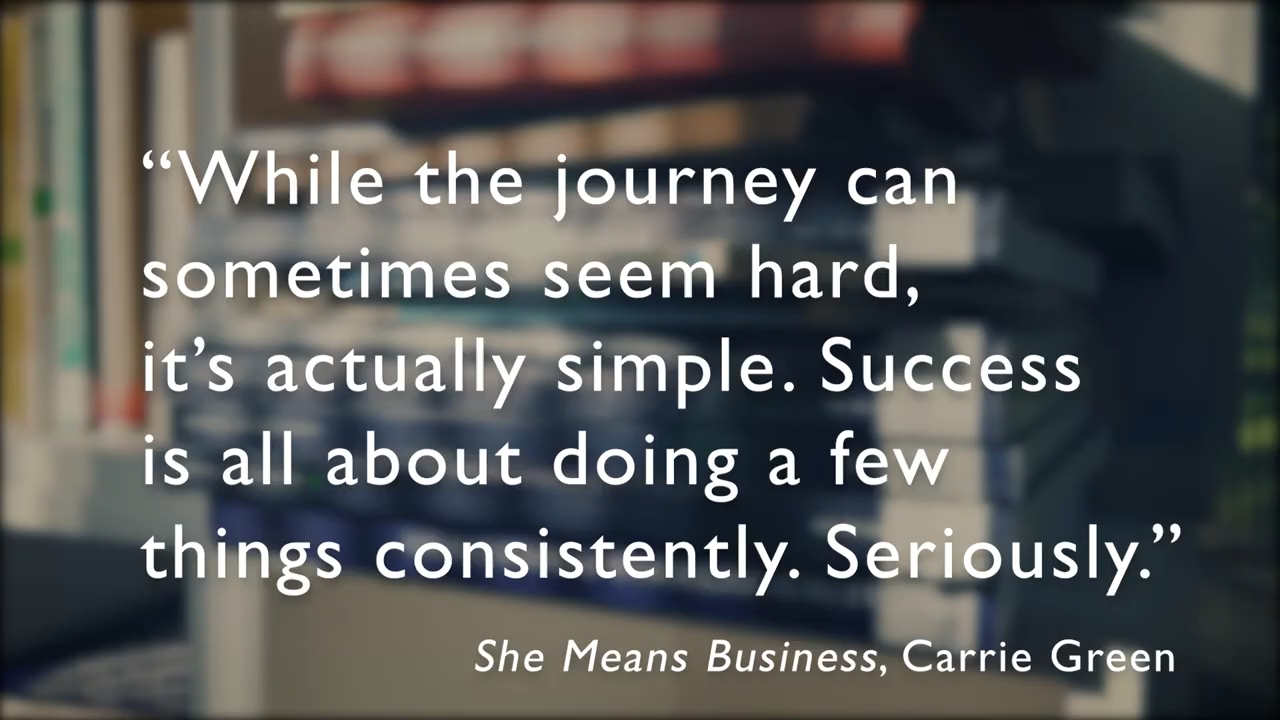 “While the journey can
sometimes seem hard,
it’s actually simple. Success
is all about doing a few
things consistently. Seriously.”
She Means Business, Carrie Green